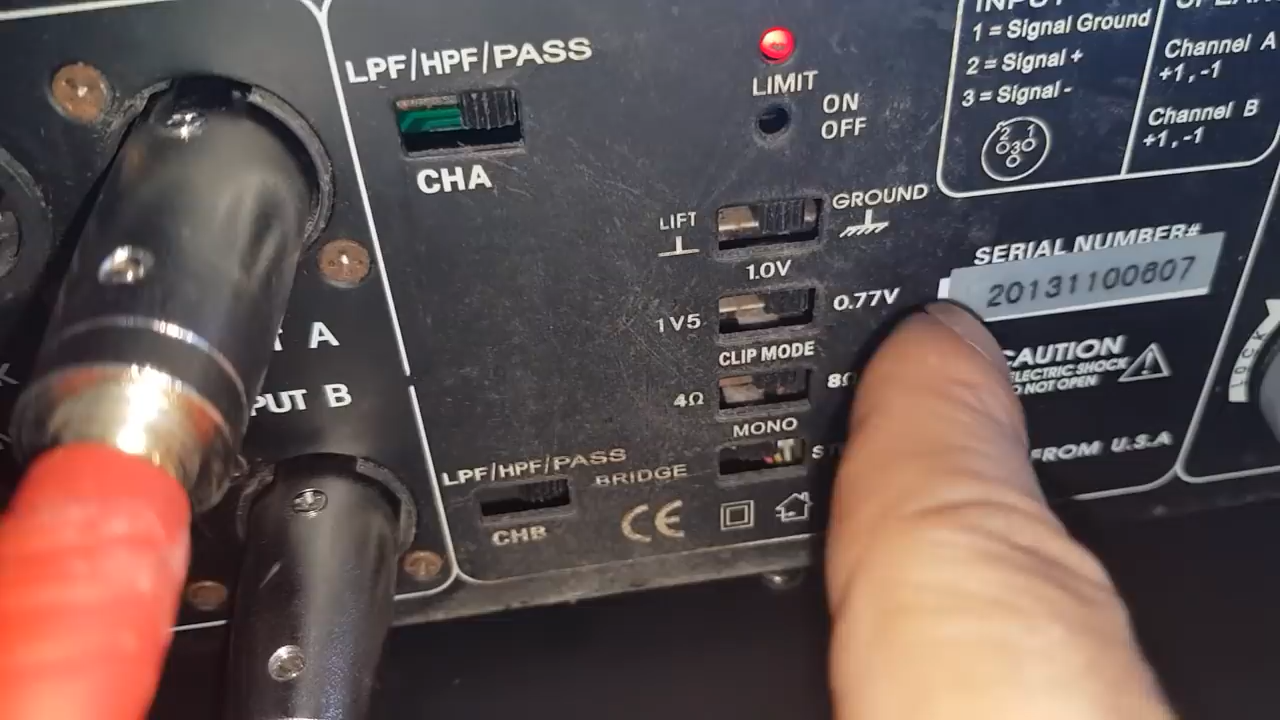 LPF/HPF/PASS
CHA
A
PUT B
LPF/HPF/PASS
CHB
LIMIT
ON
OFF
LIFT
GROUND
1.0V
1V5
0.77V
CLIP MODE
4Ω
8Ω
MONO
BRIDGE
CE
INPUT
1 = Signal Ground
2 = Signal +
3 = Signal -
2 1
3
Channel A
+1, -1
Channel B
+1, -1
SERIAL NUMBER#
20131100607
CAUTION
ELECTRIC SHOCK
DO NOT OPEN
FROM U.S.A
LOCK